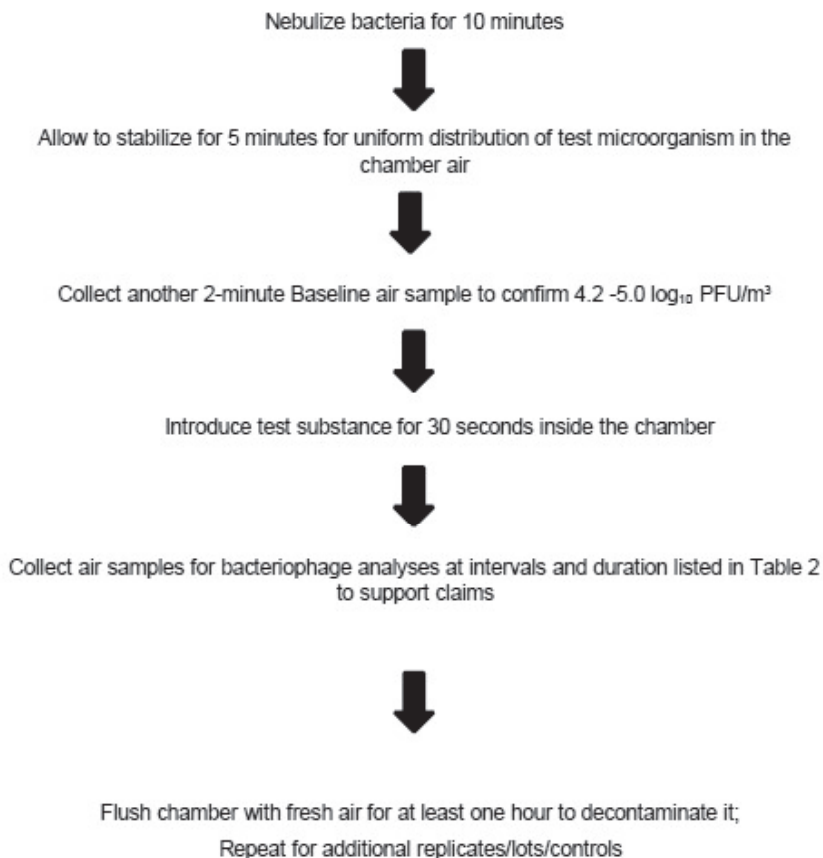 Nebulize bacteria for 10 minutes
Allow to stabilize for 5 minutes for uniform distribution of test microorganism in the
chamber air
Collect another 2-minute Baseline air sample to confirm 4.2 -5.0 log₁₀ PFU/m³
Introduce test substance for 30 seconds inside the chamber
Collect air samples for bacteriophage analyses at intervals and duration listed in Table 2
to support claims
Flush chamber with fresh air for at least one hour to decontaminate it;
Repeat for additional replicates/lots/controls